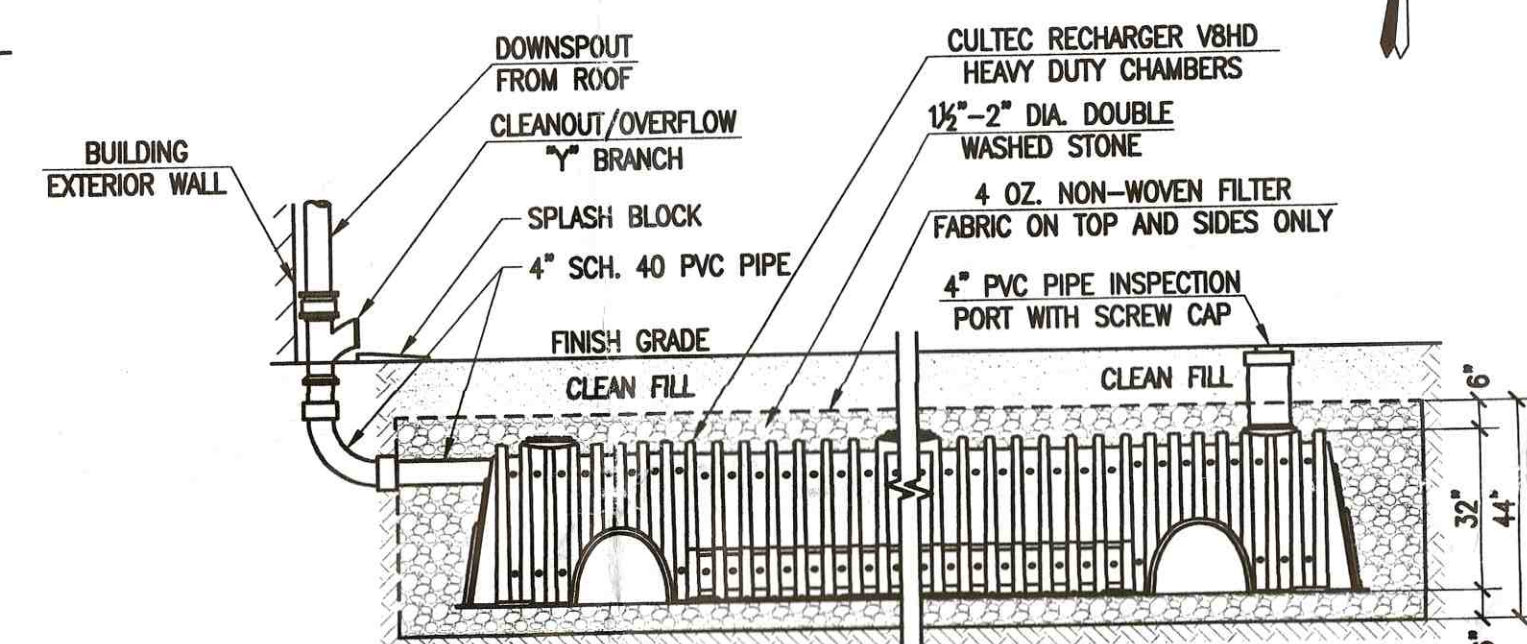 DOWNSPOUT
FROM ROOF
CULTEC RECHARGER V8HD
HEAVY DUTY CHAMBERS
CLEANOUT/OVERFLOW
"Y" BRANCH
1½"-2" DIA. DOUBLE
WASHED STONE
BUILDING
EXTERIOR WALL
4 OZ. NON-WOVEN FILTER
FABRIC ON TOP AND SIDES ONLY
SPLASH BLOCK
4" SCH. 40 PVC PIPE
4" PVC PIPE INSPECTION
PORT WITH SCREW CAP
FINISH GRADE
CLEAN FILL
CLEAN FILL
6"
32"
44"